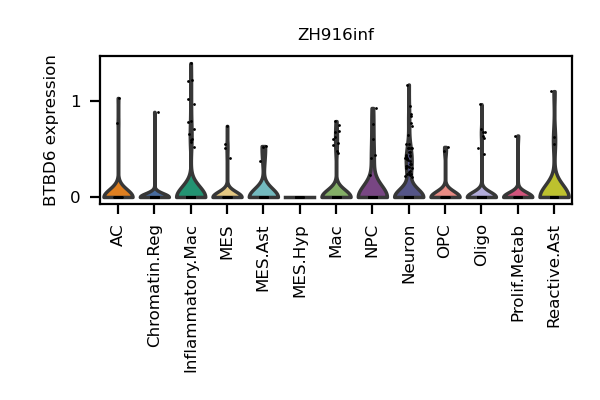 ZH916inf
BTBD6 expression
1
0
AC
Chromatin.Reg
Inflammatory.Mac
MES
MES.Ast
MES.Hyp
Mac
NPC
Neuron
OPC
Oligo
Prolif.Metab
Reactive.Ast